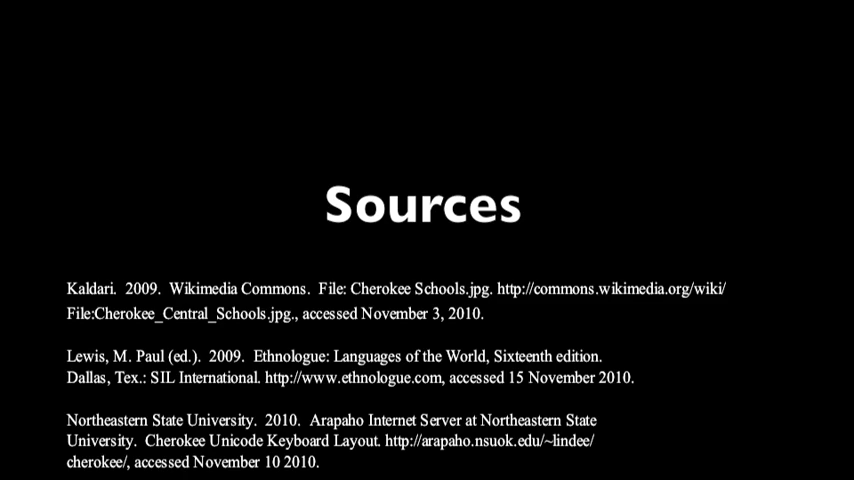 Sources
Kaldari.  2009.  Wikimedia Commons.  File: Cherokee Schools.jpg. http://commons.wikimedia.org/wiki/
File:Cherokee_Central_Schools.jpg., accessed November 3, 2010.
Lewis, M. Paul (ed.).  2009.  Ethnologue: Languages of the World, Sixteenth edition.
Dallas, Tex.: SIL International. http://www.ethnologue.com, accessed 15 November 2010.
Northeastern State University.  2010.  Arapaho Internet Server at Northeastern State
University.  Cherokee Unicode Keyboard Layout. http://arapaho.nsuok.edu/~lindee/
cherokee/, accessed November 10 2010.